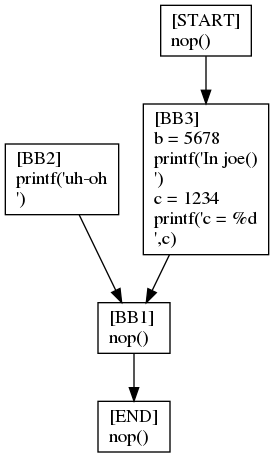 [START]
nop()
[BB3]
b = 5678
printf('In joe()
')
c = 1234
printf('c = %d
',c)
[BB2]
printf('uh-oh
')
[BB1]
nop()
[END]
nop()